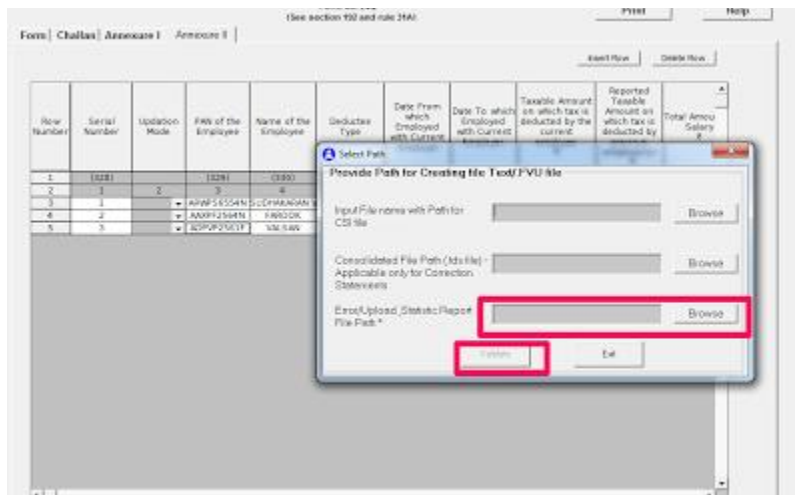 (See section 192 and rule 31A)
Print
Help
Form | Challan | Annexure I | Annexure II
Insert Row
Delete Row
Row Number
Serial Number
Updation Mode
PAN of the Employee
Name of the Employee
Deductee Type
Date From which Employed with Current
Date To which Employed with Current
Taxable Amount on which tax is deducted by the current
Reported Taxable Amount on which tax is deducted by
Total Amou
Salary
1
2 1 2 3 4
3 1
4 2 FAROOK
5 3
Select Path
Provide Path for Creating file Text/.FVU file
Input File name with Path for
CSI file
Browse
Consolidated File Path (.tds file) -
Applicable only for Correction
Statements
Browse
Error/Upload_Statistic Report
File Path *
Browse
Validate
Exit